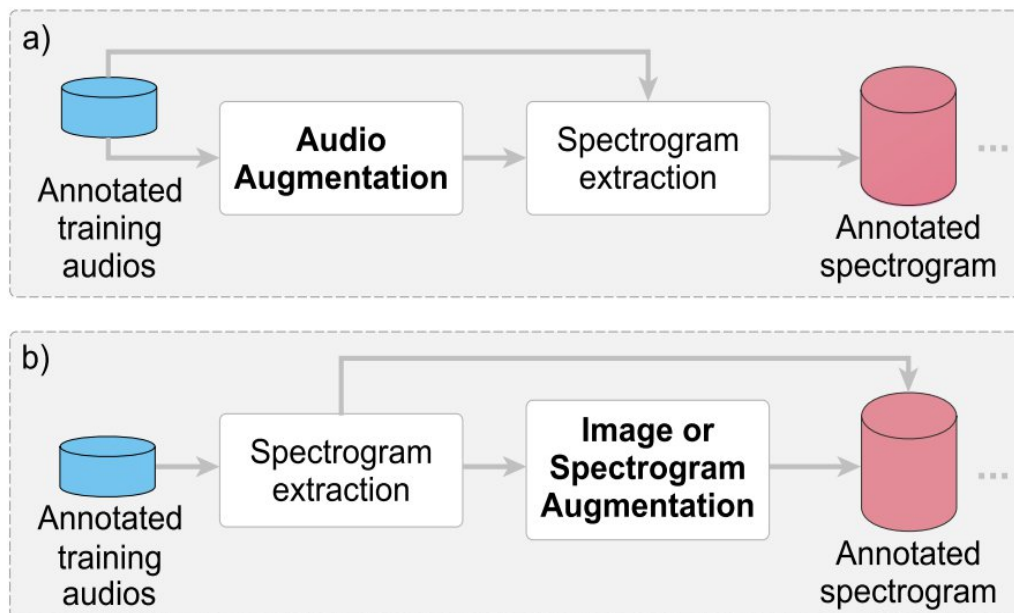 a)
Annotated
training
audios
Audio
Augmentation
Spectrogram
extraction
Annotated
spectrogram
...
b)
Annotated
training
audios
Spectrogram
extraction
Image or
Spectrogram
Augmentation
Annotated
spectrogram
...